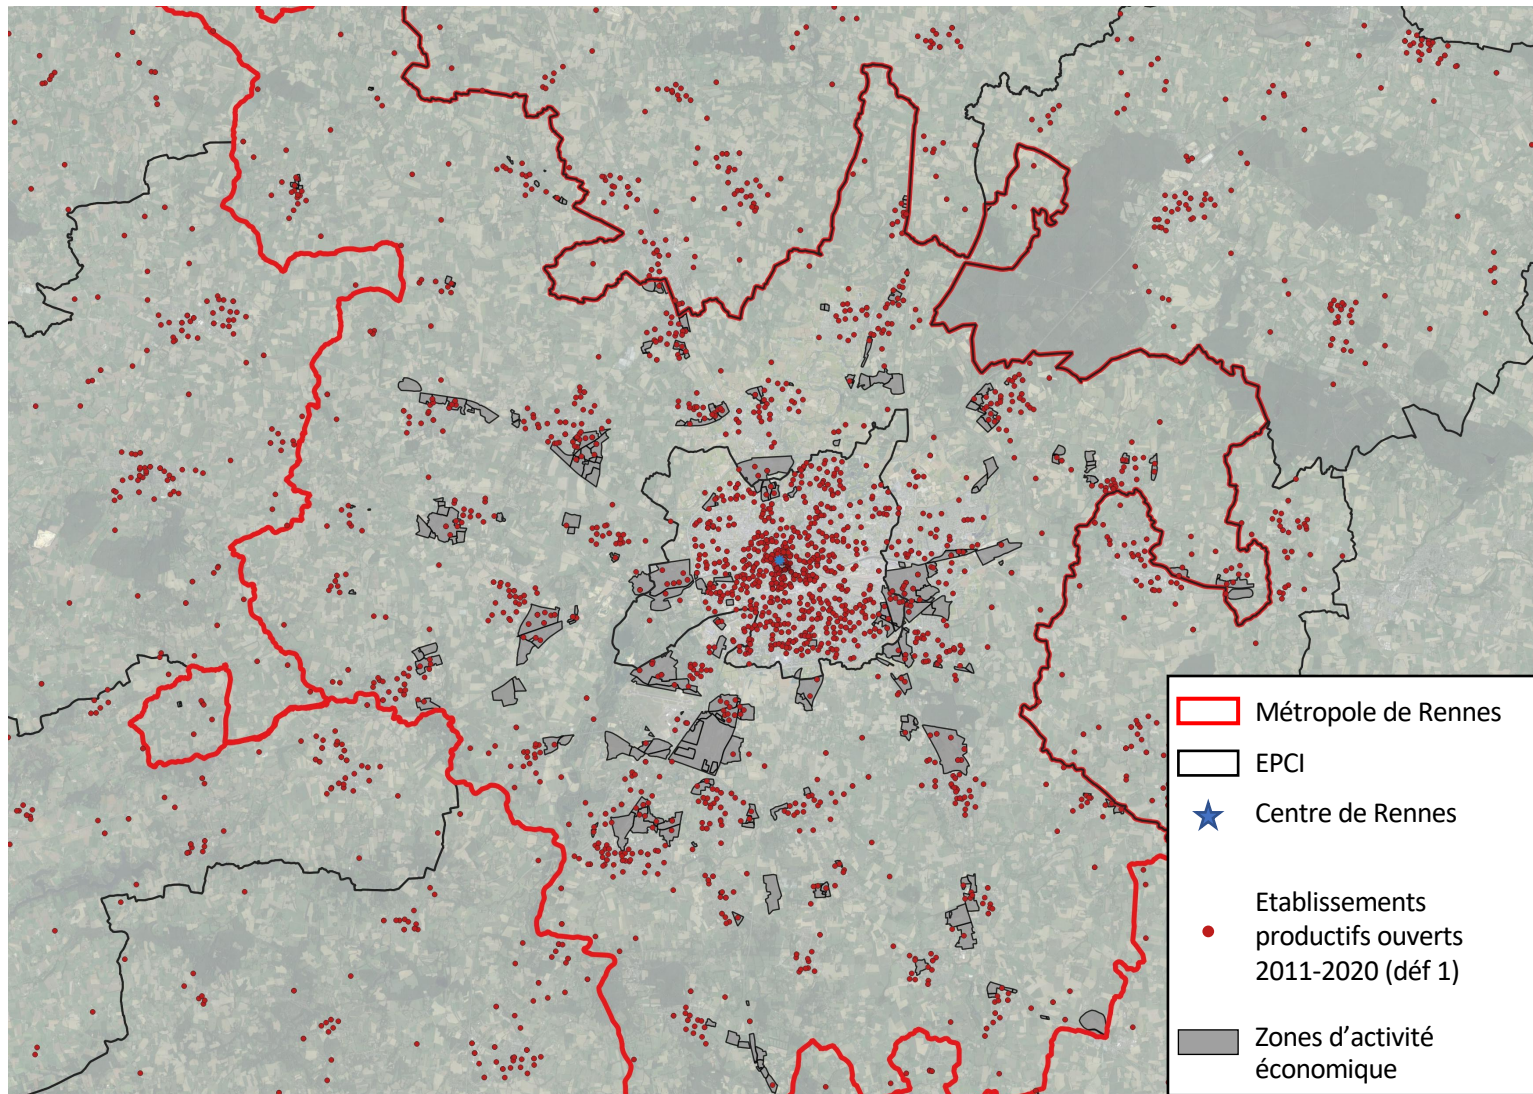 Métropole de Rennes
EPCI
Centre de Rennes
Etablissements
productifs ouverts
2011-2020 (déf 1)
Zones d’activité
économique